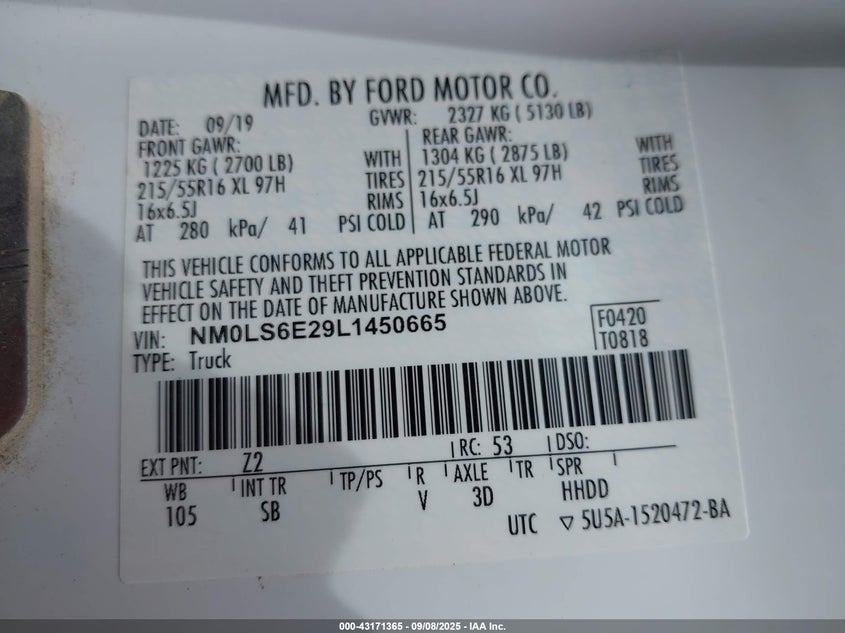 MFD. BY FORD MOTOR CO.
DATE: 09/19 GVWR: 2327 KG ( 5130 LB)
FRONT GAWR: REAR GAWR:
1225 KG ( 2700 LB) WITH 1304 KG ( 2875 LB) WITH
215/55R16 XL 97H TIRES 215/55R16 XL 97H TIRES
16x6.5J RIMS 16x6.5J RIMS
AT 280 kPa/ 41 PSI COLD AT 290 kPa/ 42 PSI COLD
THIS VEHICLE CONFORMS TO ALL APPLICABLE FEDERAL MOTOR
VEHICLE SAFETY AND THEFT PREVENTION STANDARDS IN
EFFECT ON THE DATE OF MANUFACTURE SHOWN ABOVE.
VIN: NM0LS6E29L1450665 F0420
TYPE: Truck T0818
EXT PNT: Z2 RC: 53 DSO:
WB INT TR TP/PS R AXLE TR SPR
105 SB V 3D HHDD
UTC ▽ 5U5A-1520472-BA
000-43171365 - 09/08/2025 - IAA Inc.